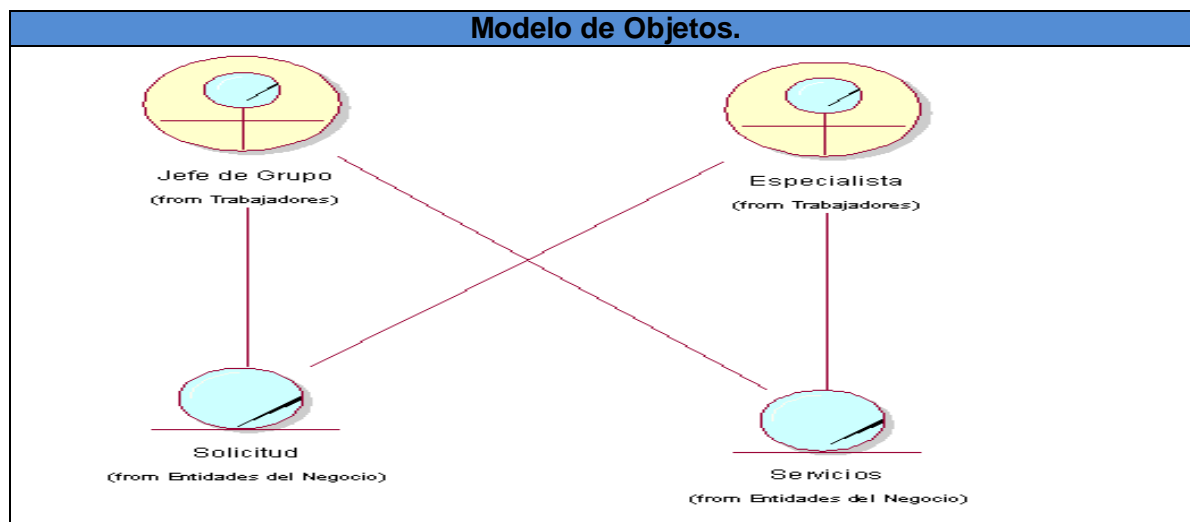 Modelo de Objetos.
Jefe de Grupo
(from Trabajadores)
Especialista
(from Trabajadores)
Solicitud
(from Entidades del Negocio)
Servicios
(from Entidades del Negocio)